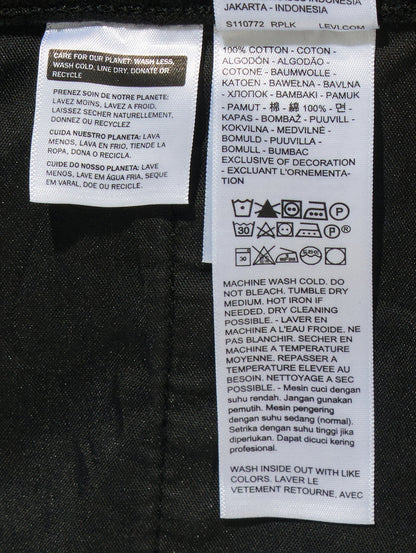 CARE FOR OUR PLANET: WASH LESS,
WASH COLD, LINE DRY, DONATE OR
RECYCLE
PRENEZ SOIN DE NOTRE PLANÈTE:
LAVEZ MOINS, LAVEZ A FROID,
LAISSEZ SECHER NATURELLEMENT,
DONNEZ OU RECYCLEZ
CUIDA NUESTRO PLANETA: LAVA
MENOS, LAVA EN FRIO, TIENDE LA
ROPA, DONA O RECICLA.
CUIDE DO NOSSO PLANETA: LAVE
MENOS, LAVE EM ÁGUA FRIA, SEQUE
EM VARAL, DOE OU RECICLE.
INDONESIA
JAKARTA - INDONESIA
S110772 RPLK LEVI.COM
100% COTTON - COTON -
ALGODÓN - ALGODÃO -
COTONE - BAUMWOLLE -
KATOEN - BAWEŁNA - BAVLNA
- ХЛОПОК - BAMBAKI - PAMUK
- PAMUT - 棉 - 綿 100% - 면 -
KAPAS - BOMBAŽ - PUUVILL -
KOKVILNA - MEDVILNĖ -
BOMULD - PUUVILLA -
BOMULL - BUMBAC
EXCLUSIVE OF DECORATION
- EXCLUANT L'ORNEMENTA-
TION
P
30 P
MACHINE WASH COLD. DO
NOT BLEACH. TUMBLE DRY
MEDIUM. HOT IRON IF
NEEDED. DRY CLEANING
POSSIBLE. - LAVER EN
MACHINE A L'EAU FROIDE. NE
PAS BLANCHIR. SECHER EN
MACHINE A TEMPERATURE
MOYENNE. REPASSER A
TEMPERATURE ELEVEE AU
BESOIN. NETTOYAGE A SEC
POSSIBLE. - Mesin cuci dengan
suhu rendah. Jangan gunakan
pemutih. Mesin pengering
dengan suhu sedang (normal).
Setrika dengan suhu tinggi jika
diperlukan. Dapat dicuci kering
profesional.
WASH INSIDE OUT WITH LIKE
COLORS. LAVER LE
VETEMENT RETOURNE, AVEC